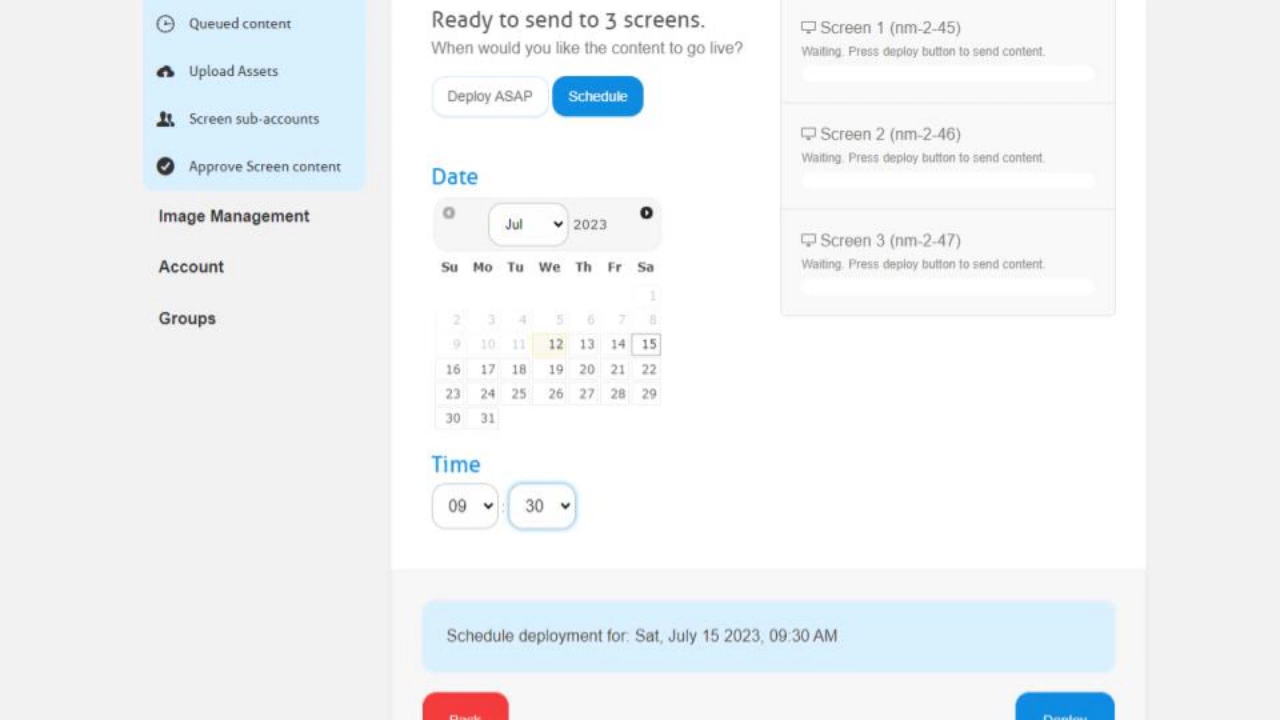 Queued content
Upload Assets
Screen sub-accounts
Approve Screen content
Image Management
Account
Groups
Ready to send to 3 screens.
When would you like the content to go live?
Deploy ASAP
Schedule
Date
Jul 2023
Su Mo Tu We Th Fr Sa
1
2 3 4 5 6 7 8
9 10 11 12 13 14 15
16 17 18 19 20 21 22
23 24 25 26 27 28 29
30 31
Time
09 : 30
Screen 1 (nm-2-45)
Waiting. Press deploy button to send content.
Screen 2 (nm-2-46)
Waiting. Press deploy button to send content.
Screen 3 (nm-2-47)
Waiting. Press deploy button to send content.
Schedule deployment for: Sat, July 15 2023, 09:30 AM
Back
Deploy